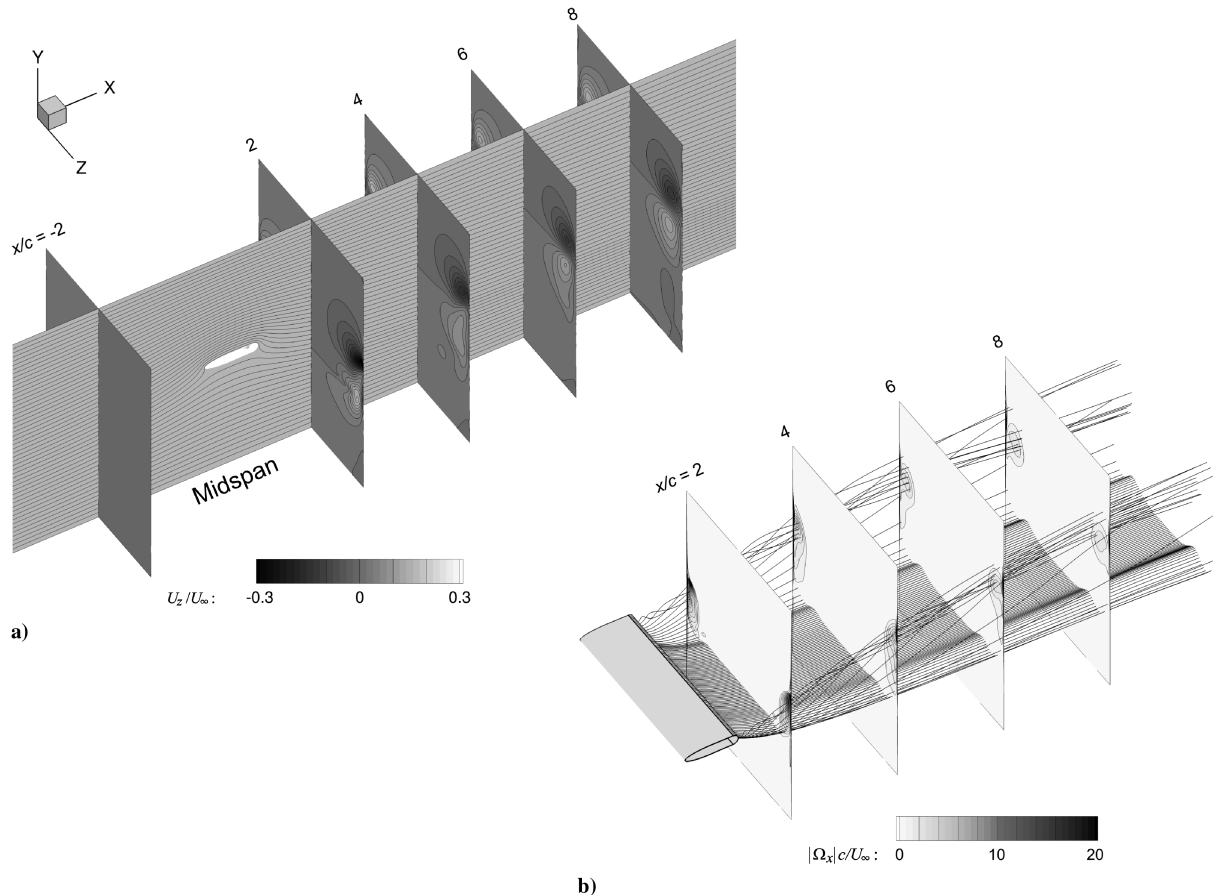 8
6
Y
4
X
2
Z
x/c = -2
8
6
Midspan
4
x/c = 2
U_z/U_∞: -0.3 0 0.3
a)
|Ω_x|c/U_∞: 0 10 20
b)